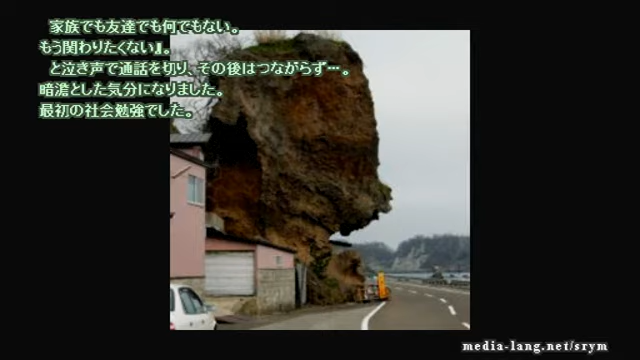 家族でも友達でも何でもない。
もう関わりたくない』。
と泣き声で通話を切り、その後はつながらず…。
暗澹とした気分になりました。
最初の社会勉強でした。
media-lang.net/srym